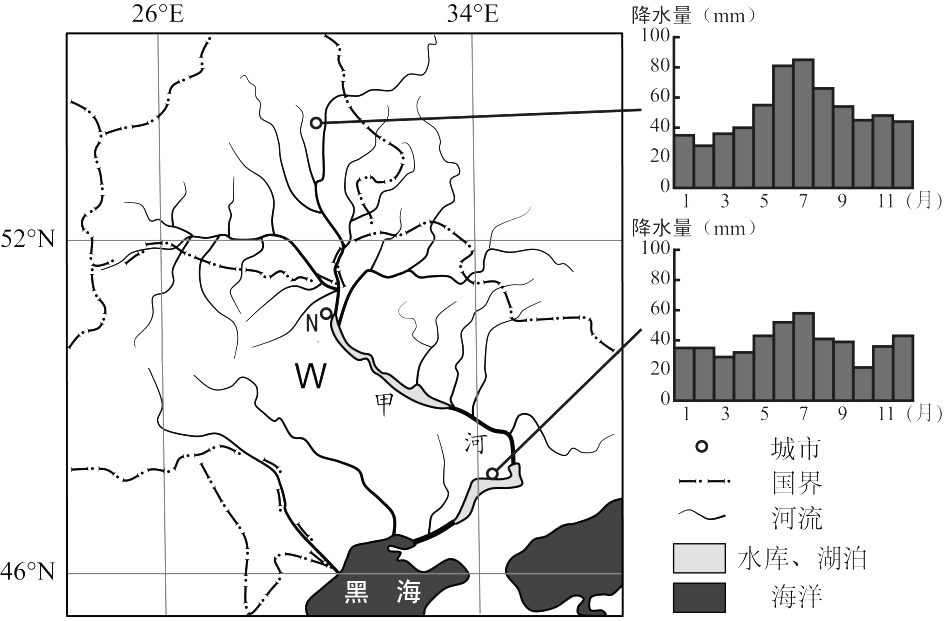 26°E 34°E
52°N
46°N
N
W
甲
河
黑 海
降水量（mm）
100
80
60
40
20
0
1 3 5 7 9 11 (月)
降水量（mm）
100
80
60
40
20
0
1 3 5 7 9 11 (月)
城市
国界
河流
水库、湖泊
海洋